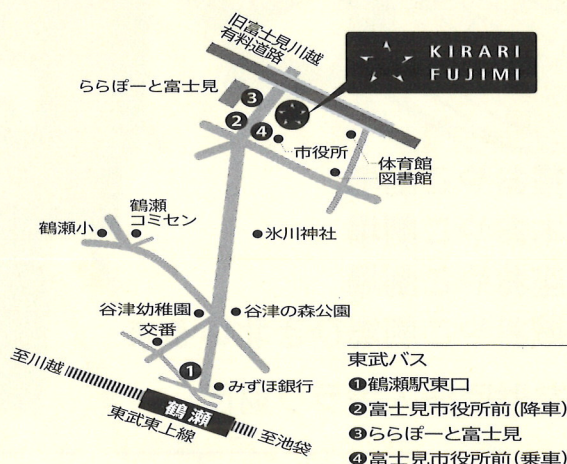 旧富士見川越
有料道路
KIRARI
FUJIMI
ららぽーと富士見
❸
❷
❹
市役所
体育館
図書館
鶴瀬
コミセン
鶴瀬小
氷川神社
谷津幼稚園
谷津の森公園
交番
❶
みずほ銀行
至川越
鶴瀬
東武東上線
至池袋
東武バス
❶鶴瀬駅東口
❷富士見市役所前(降車)
❸ららぽーと富士見
❹富士見市役所前(乗車)